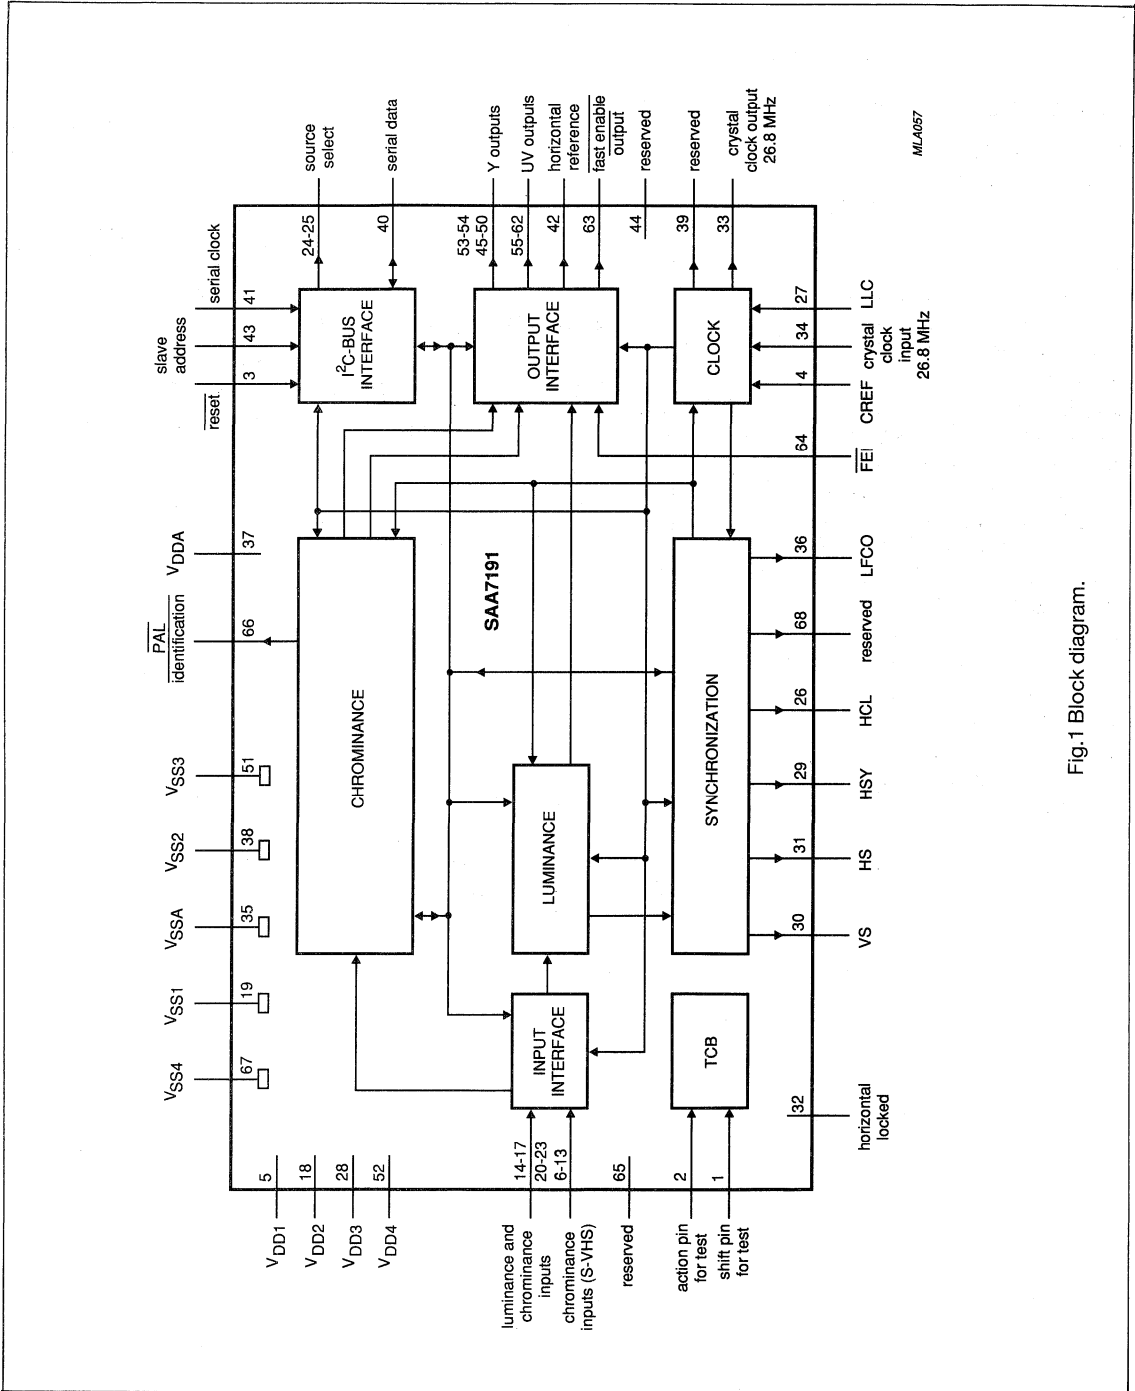 VSS4
VSS1
VSSA
VSS2
VSS3
PAL
identification
VDDA
reset
slave
address
serial clock
67
19
35
38
51
66
37
3
43
41
VDD1
5
VDD2
18
VDD3
28
VDD4
52
CHROMINANCE
I2C-BUS
INTERFACE
24-25
source
select
40
serial data
SAA7191
luminance and
chrominance
inputs
14-17
20-23
chrominance
inputs (S-VHS)
6-13
INPUT
INTERFACE
LUMINANCE
OUTPUT
INTERFACE
53-54
45-50
Y outputs
55-62
UV outputs
42
horizontal
reference
63
fast enable
output
reserved
65
44
reserved
action pin
for test
2
shift pin
for test
1
TCB
SYNCHRONIZATION
CLOCK
39
reserved
33
crystal
clock output
26.8 MHz
32
30
31
29
26
68
36
64
4
34
27
horizontal
locked
VS
HS
HSY
HCL
reserved
LFCO
FEI
CREF
crystal
clock
input
26.8 MHz
LLC
MLA057
Fig.1 Block diagram.